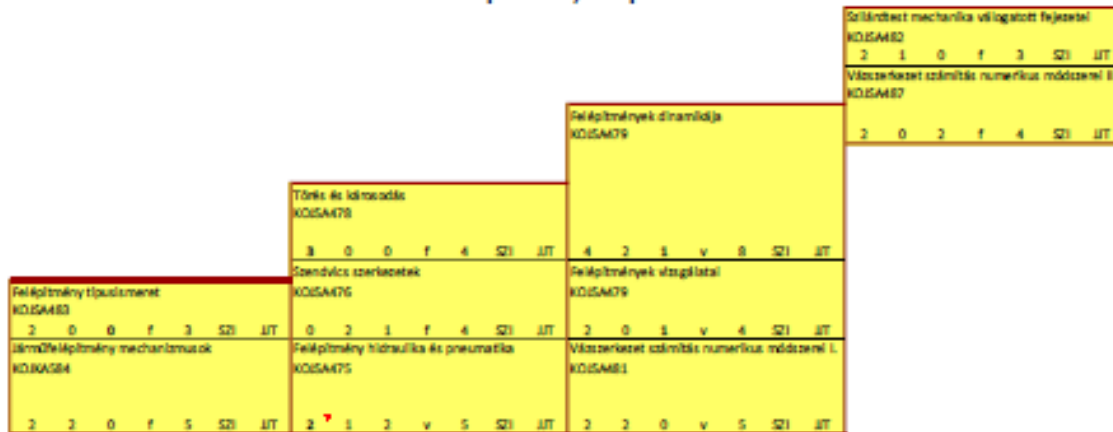 Szilárdtest mechanika válogatott fejezetei
KOJSA482
2 1 0 f 3 SZI JJT
Vázszerkezet számítás numerikus módszerei II.
KOJSA487
2 0 2 f 4 SZI JJT
Felépítmények dinamikája
KOJSA479
4 2 1 v 8 SZI JJT
Törés és károsodás
KOJSA478
3 0 0 f 4 SZI JJT
Szendvics szerkezetek
KOJSA476
0 2 1 f 4 SZI JJT
Felépítmények vizsgálatai
KOJSA479
2 0 1 v 4 SZI JJT
Felépítmény típusismeret
KOJSA483
2 0 0 f 3 SZI JJT
Járműfelépítmény mechanizmusok
KOJKA584
2 2 0 f 5 SZI JJT
Felépítmény hidraulika és pneumatika
KOJSA475
2 1 2 v 5 SZI JJT
Vázszerkezet számítás numerikus módszerei I.
KOJSA481
2 2 0 v 5 SZI JJT